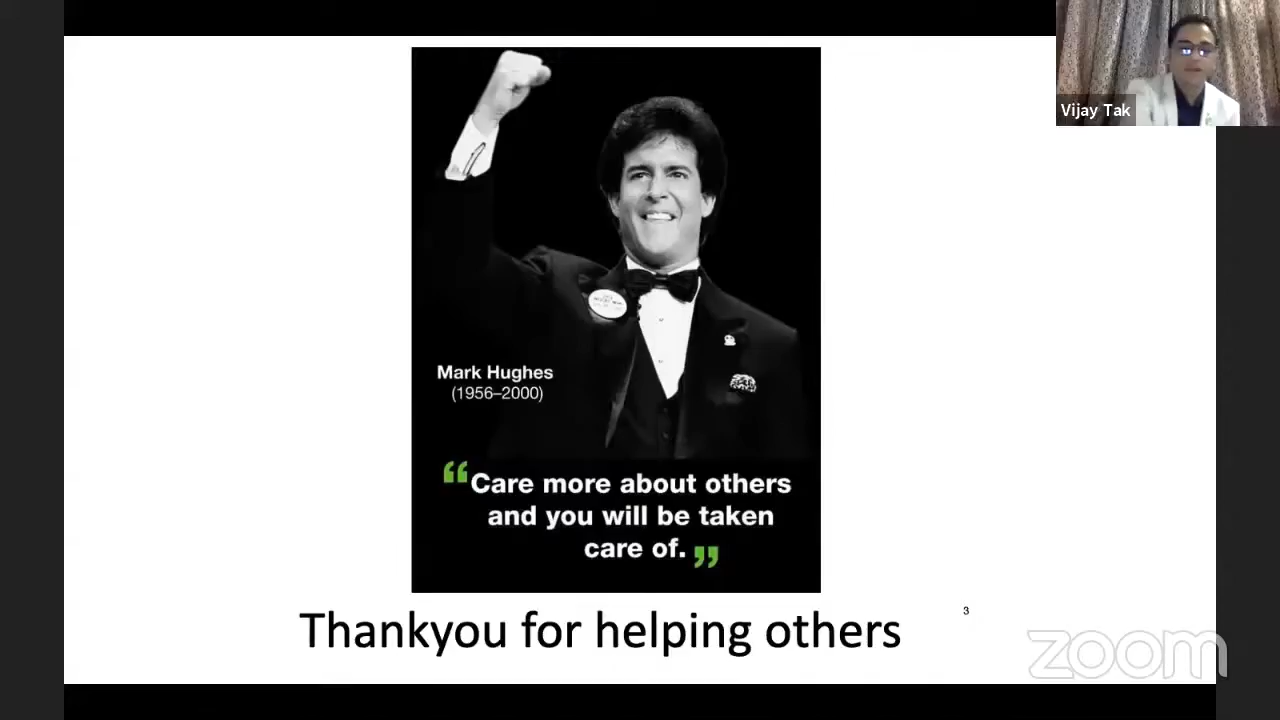 Vijay Tak
Mark Hughes
(1956–2000)
“Care more about others
and you will be taken
care of.”
Thankyou for helping others
3
zoom